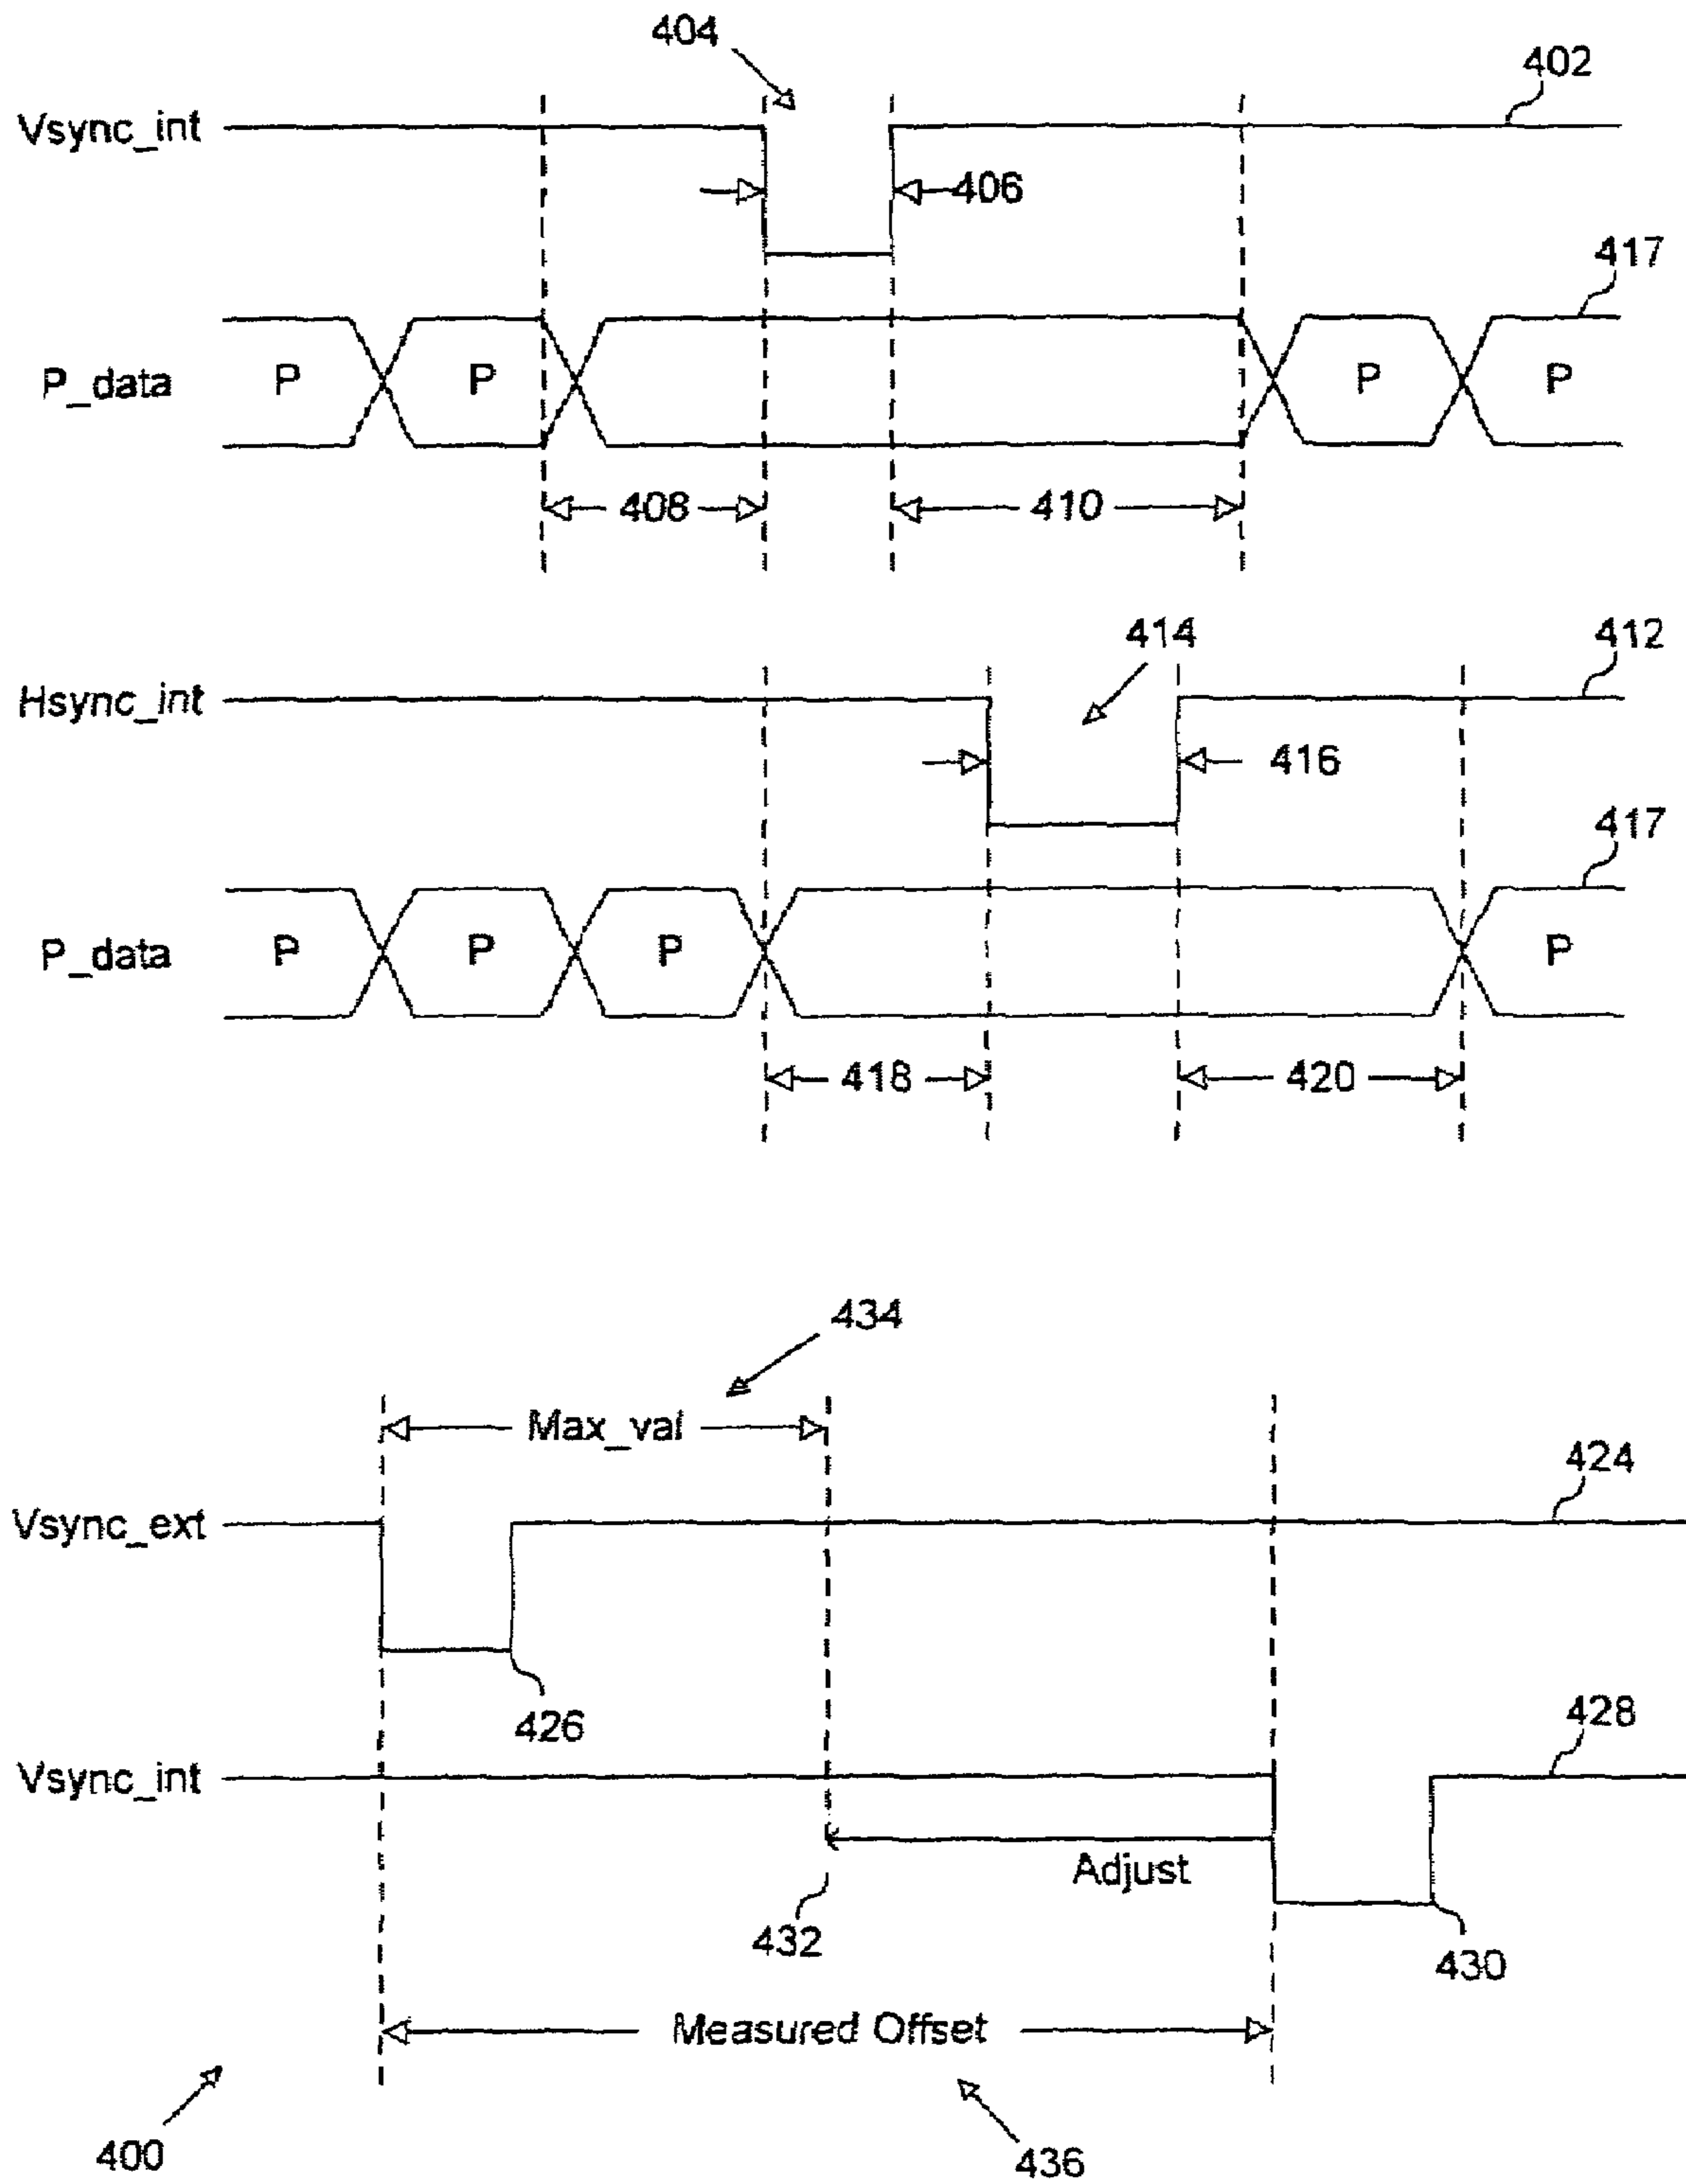 404
402
Vsync_int
406
417
P_data P P P P
408 410
414
412
Hsync_int
416
417
P_data P P P P
418 420
434
Max_val
424
Vsync_ext
426
428
Vsync_int
Adjust
432
430
Measured Offset
400
436